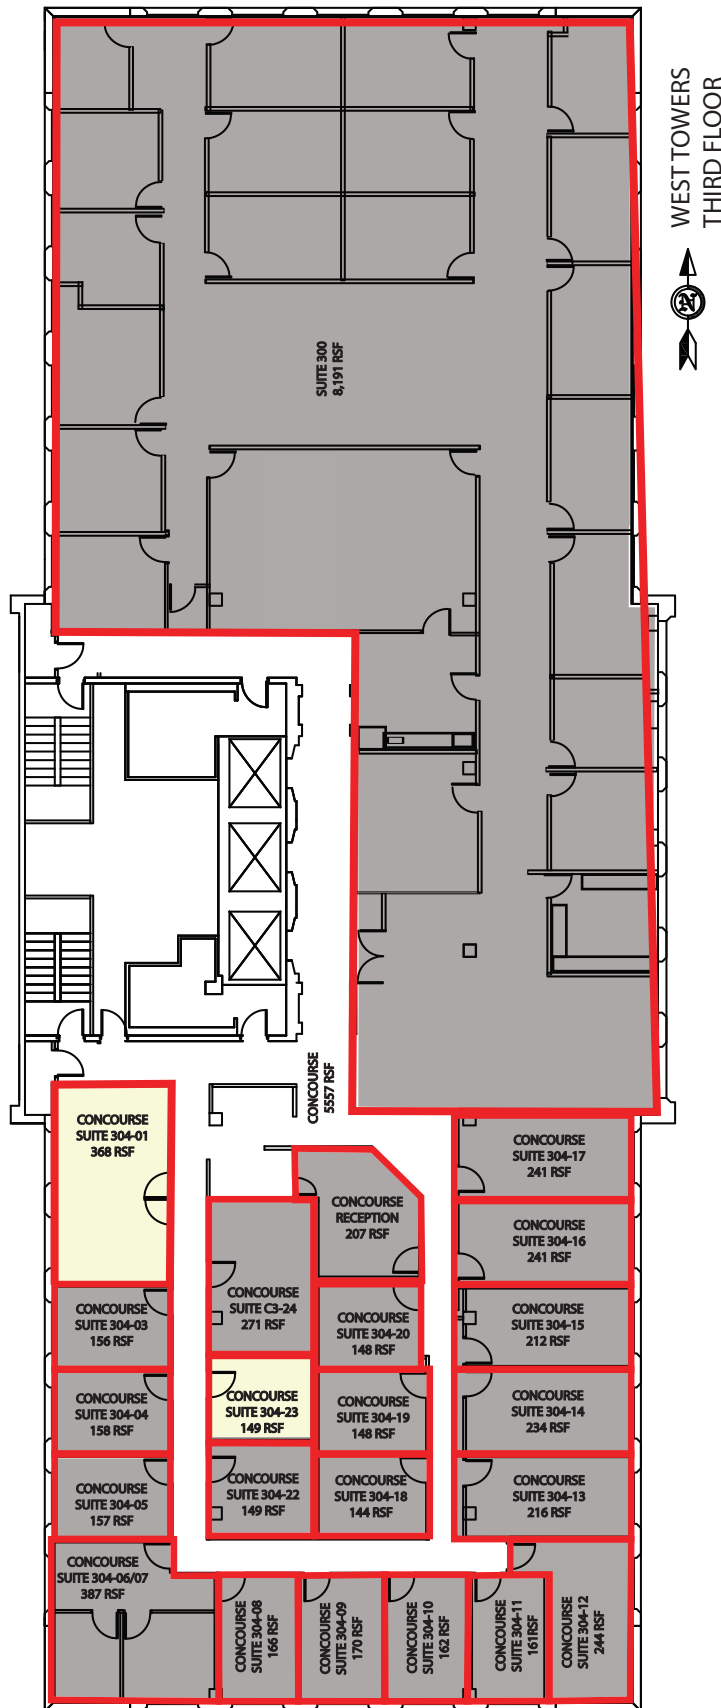 WEST TOWERS
THIRD FLOOR
N
SUITE 300
8,191 RSF
CONCOURSE
5557 RSF
CONCOURSE
SUITE 304-01
368 RSF
CONCOURSE
SUITE 304-17
241 RSF
CONCOURSE
RECEPTION
207 RSF
CONCOURSE
SUITE 304-16
241 RSF
CONCOURSE
SUITE C3-24
271 RSF
CONCOURSE
SUITE 304-03
156 RSF
CONCOURSE
SUITE 304-20
148 RSF
CONCOURSE
SUITE 304-15
212 RSF
CONCOURSE
SUITE 304-04
158 RSF
CONCOURSE
SUITE 304-23
149 RSF
CONCOURSE
SUITE 304-19
148 RSF
CONCOURSE
SUITE 304-14
234 RSF
CONCOURSE
SUITE 304-05
157 RSF
CONCOURSE
SUITE 304-22
149 RSF
CONCOURSE
SUITE 304-18
144 RSF
CONCOURSE
SUITE 304-13
216 RSF
CONCOURSE
SUITE 304-06/07
387 RSF
CONCOURSE
SUITE 304-08
166 RSF
CONCOURSE
SUITE 304-09
170 RSF
CONCOURSE
SUITE 304-10
162 RSF
CONCOURSE
SUITE 304-11
161RSF
CONCOURSE
SUITE 304-12
244 RSF